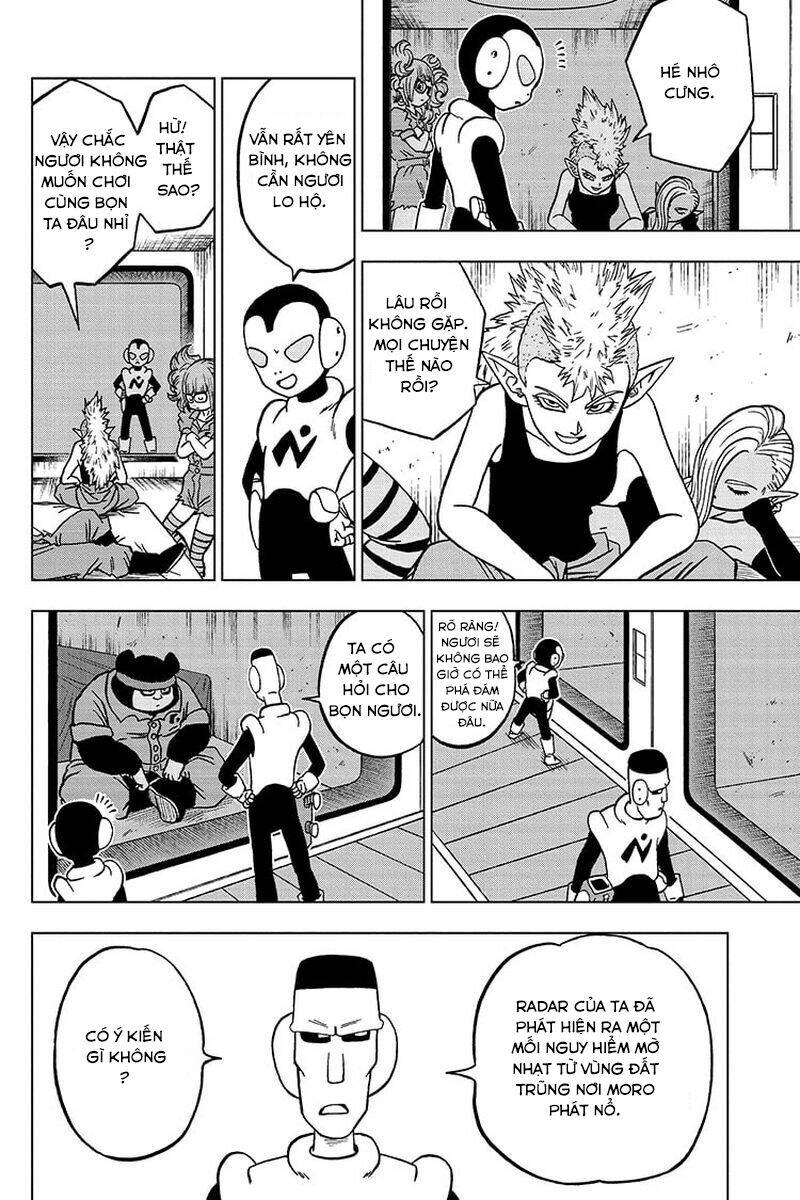 HÉ NHÔ
CƯNG.
LÂU RỒI
KHÔNG GẶP.
MỌI CHUYỆN
THẾ NÀO
RỒI?
VẪN RẤT YÊN
BÌNH, KHÔNG
CẦN NGƯƠI
LO HỘ.
HỪ!
THẬT
THẾ
SAO?
VẬY CHẮC
NGƯƠI KHÔNG
MUỐN CHƠI
CÙNG BỌN
TA ĐÂU NHỈ
?
RÕ RÀNG!
NGƯƠI SẼ
KHÔNG BAO
GIỜ CÓ THỂ
PHÁ ĐÁM
ĐƯỢC NỮA
ĐÂU.
TA CÓ
MỘT CÂU
HỎI CHO
BỌN NGƯƠI.
RADAR CỦA TA ĐÃ
PHÁT HIỆN RA MỘT
MỐI NGUY HIỂM MỜ
NHẠT TỪ VÙNG ĐẤT
TRŨNG NƠI MORO
PHÁT NỔ.
CÓ Ý KIẾN
GÌ KHÔNG
?